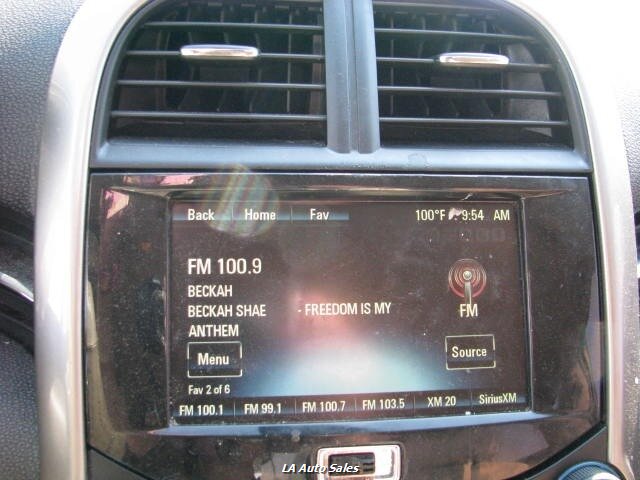 Back Home Fav 100°F 9:54 AM
FM 100.9
BECKAH
BECKAH SHAE - FREEDOM IS MY
ANTHEM
FM
Menu Source
Fav 2 of 6
FM 100.1 FM 99.1 FM 100.7 FM 103.5 XM 20 SiriusXM
LA Auto Sales